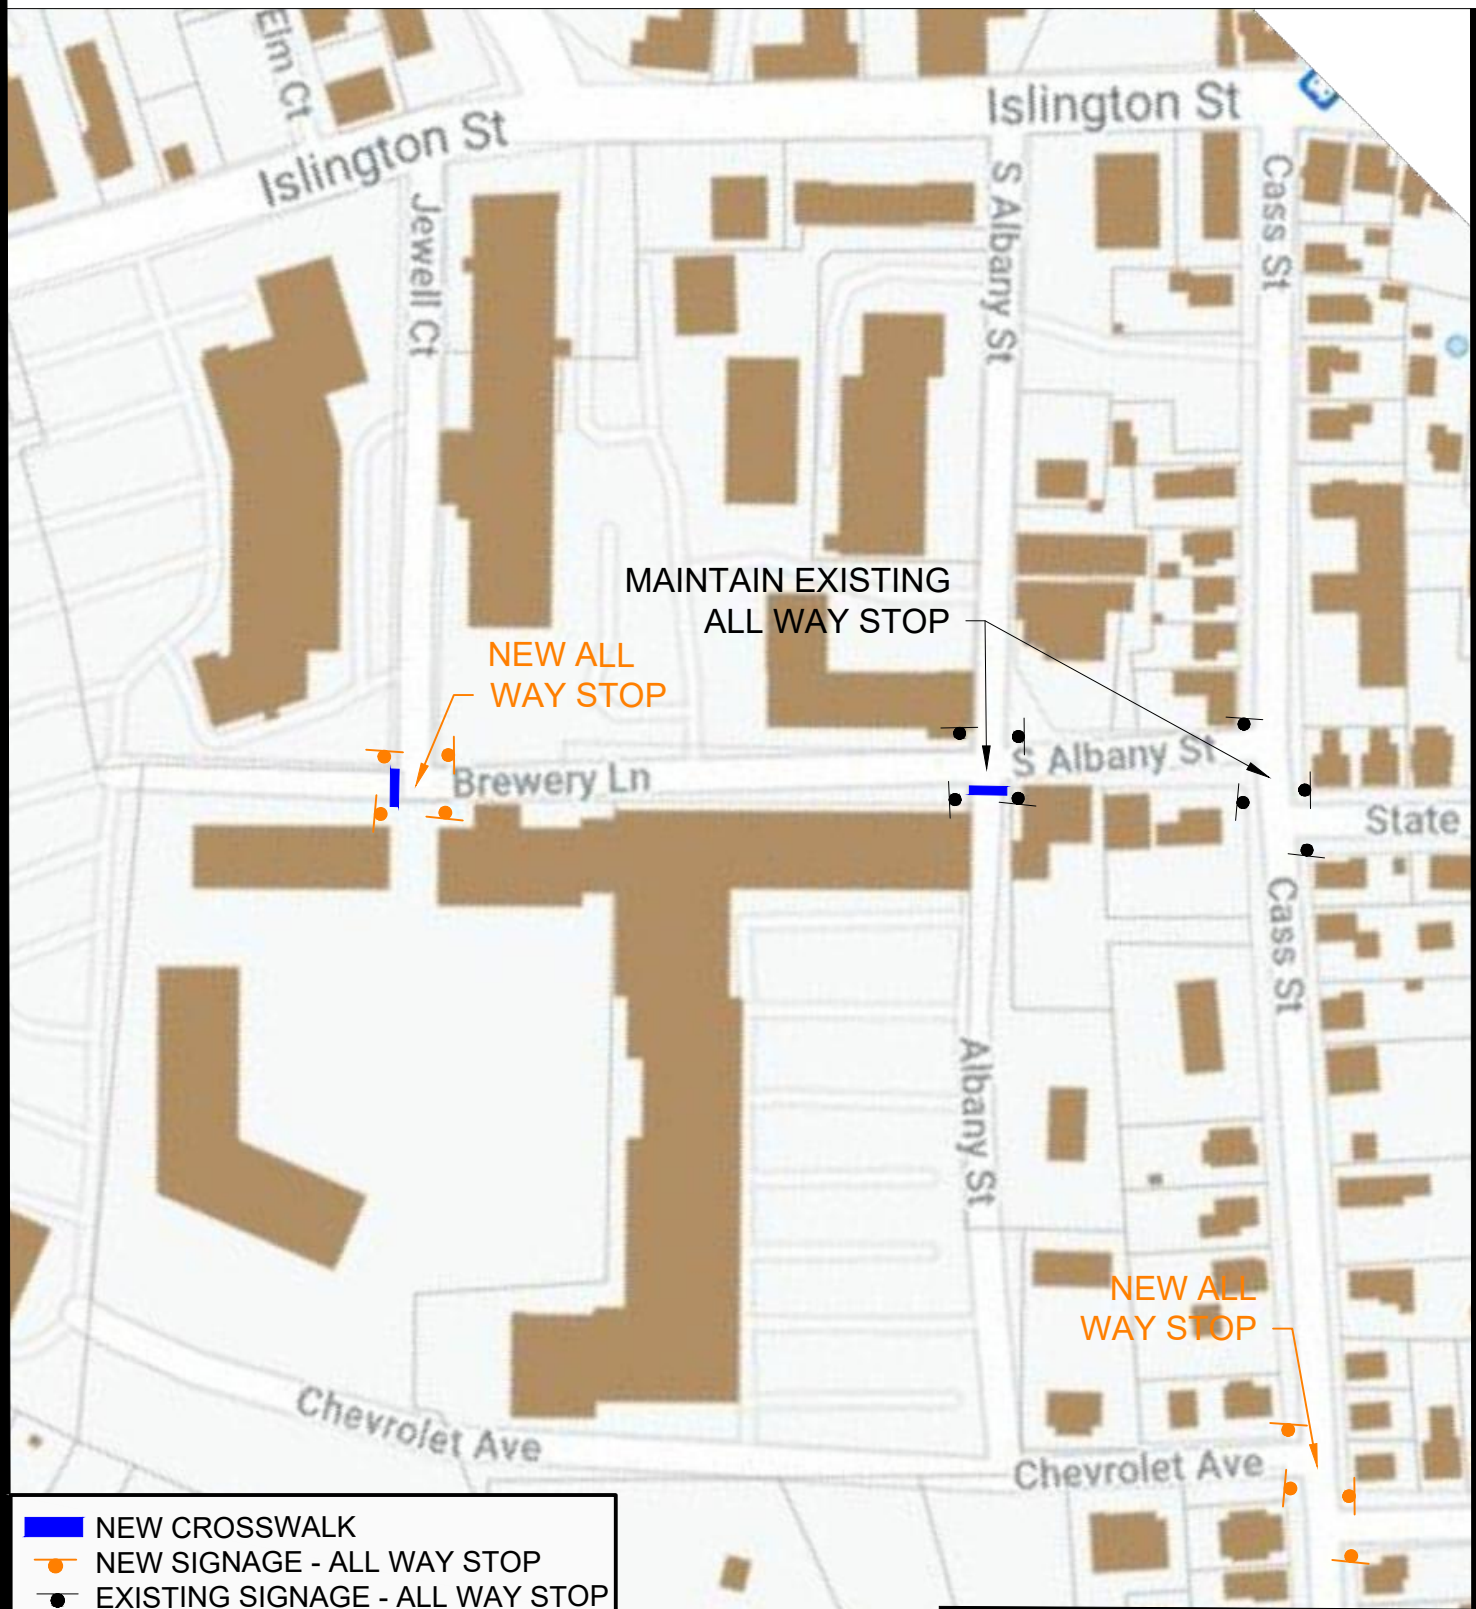 Elm Ct
Islington St
Islington St
Jewell Ct
S Albany St
Cass St
MAINTAIN EXISTING
ALL WAY STOP
NEW ALL
WAY STOP
S Albany St
Brewery Ln
State
Cass St
Albany St
NEW ALL
WAY STOP
Chevrolet Ave
Chevrolet Ave
NEW CROSSWALK
NEW SIGNAGE - ALL WAY STOP
EXISTING SIGNAGE - ALL WAY STOP